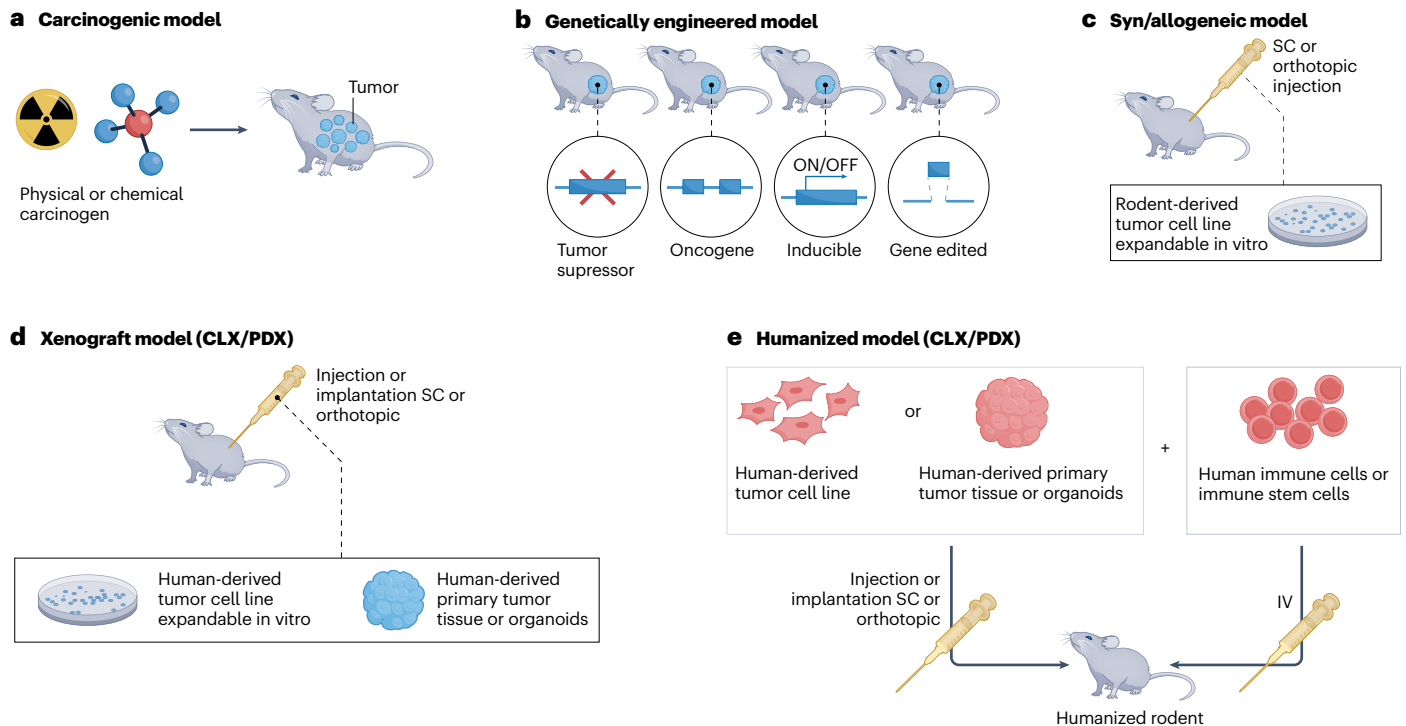 a Carcinogenic model
Tumor
Physical or chemical
carcinogen
b Genetically engineered model
ON/OFF
Tumor
supressor
Oncogene
Inducible
Gene edited
c Syn/allogeneic model
SC or
orthotopic
injection
Rodent-derived
tumor cell line
expandable in vitro
d Xenograft model (CLX/PDX)
Injection or
implantation SC or
orthotopic
Human-derived
tumor cell line
expandable in vitro
Human-derived
primary tumor
tissue or organoids
e Humanized model (CLX/PDX)
or
Human-derived
tumor cell line
Human-derived primary
tumor tissue or organoids
+
Human immune cells or
immune stem cells
Injection or
implantation SC or
orthotopic
IV
Humanized rodent